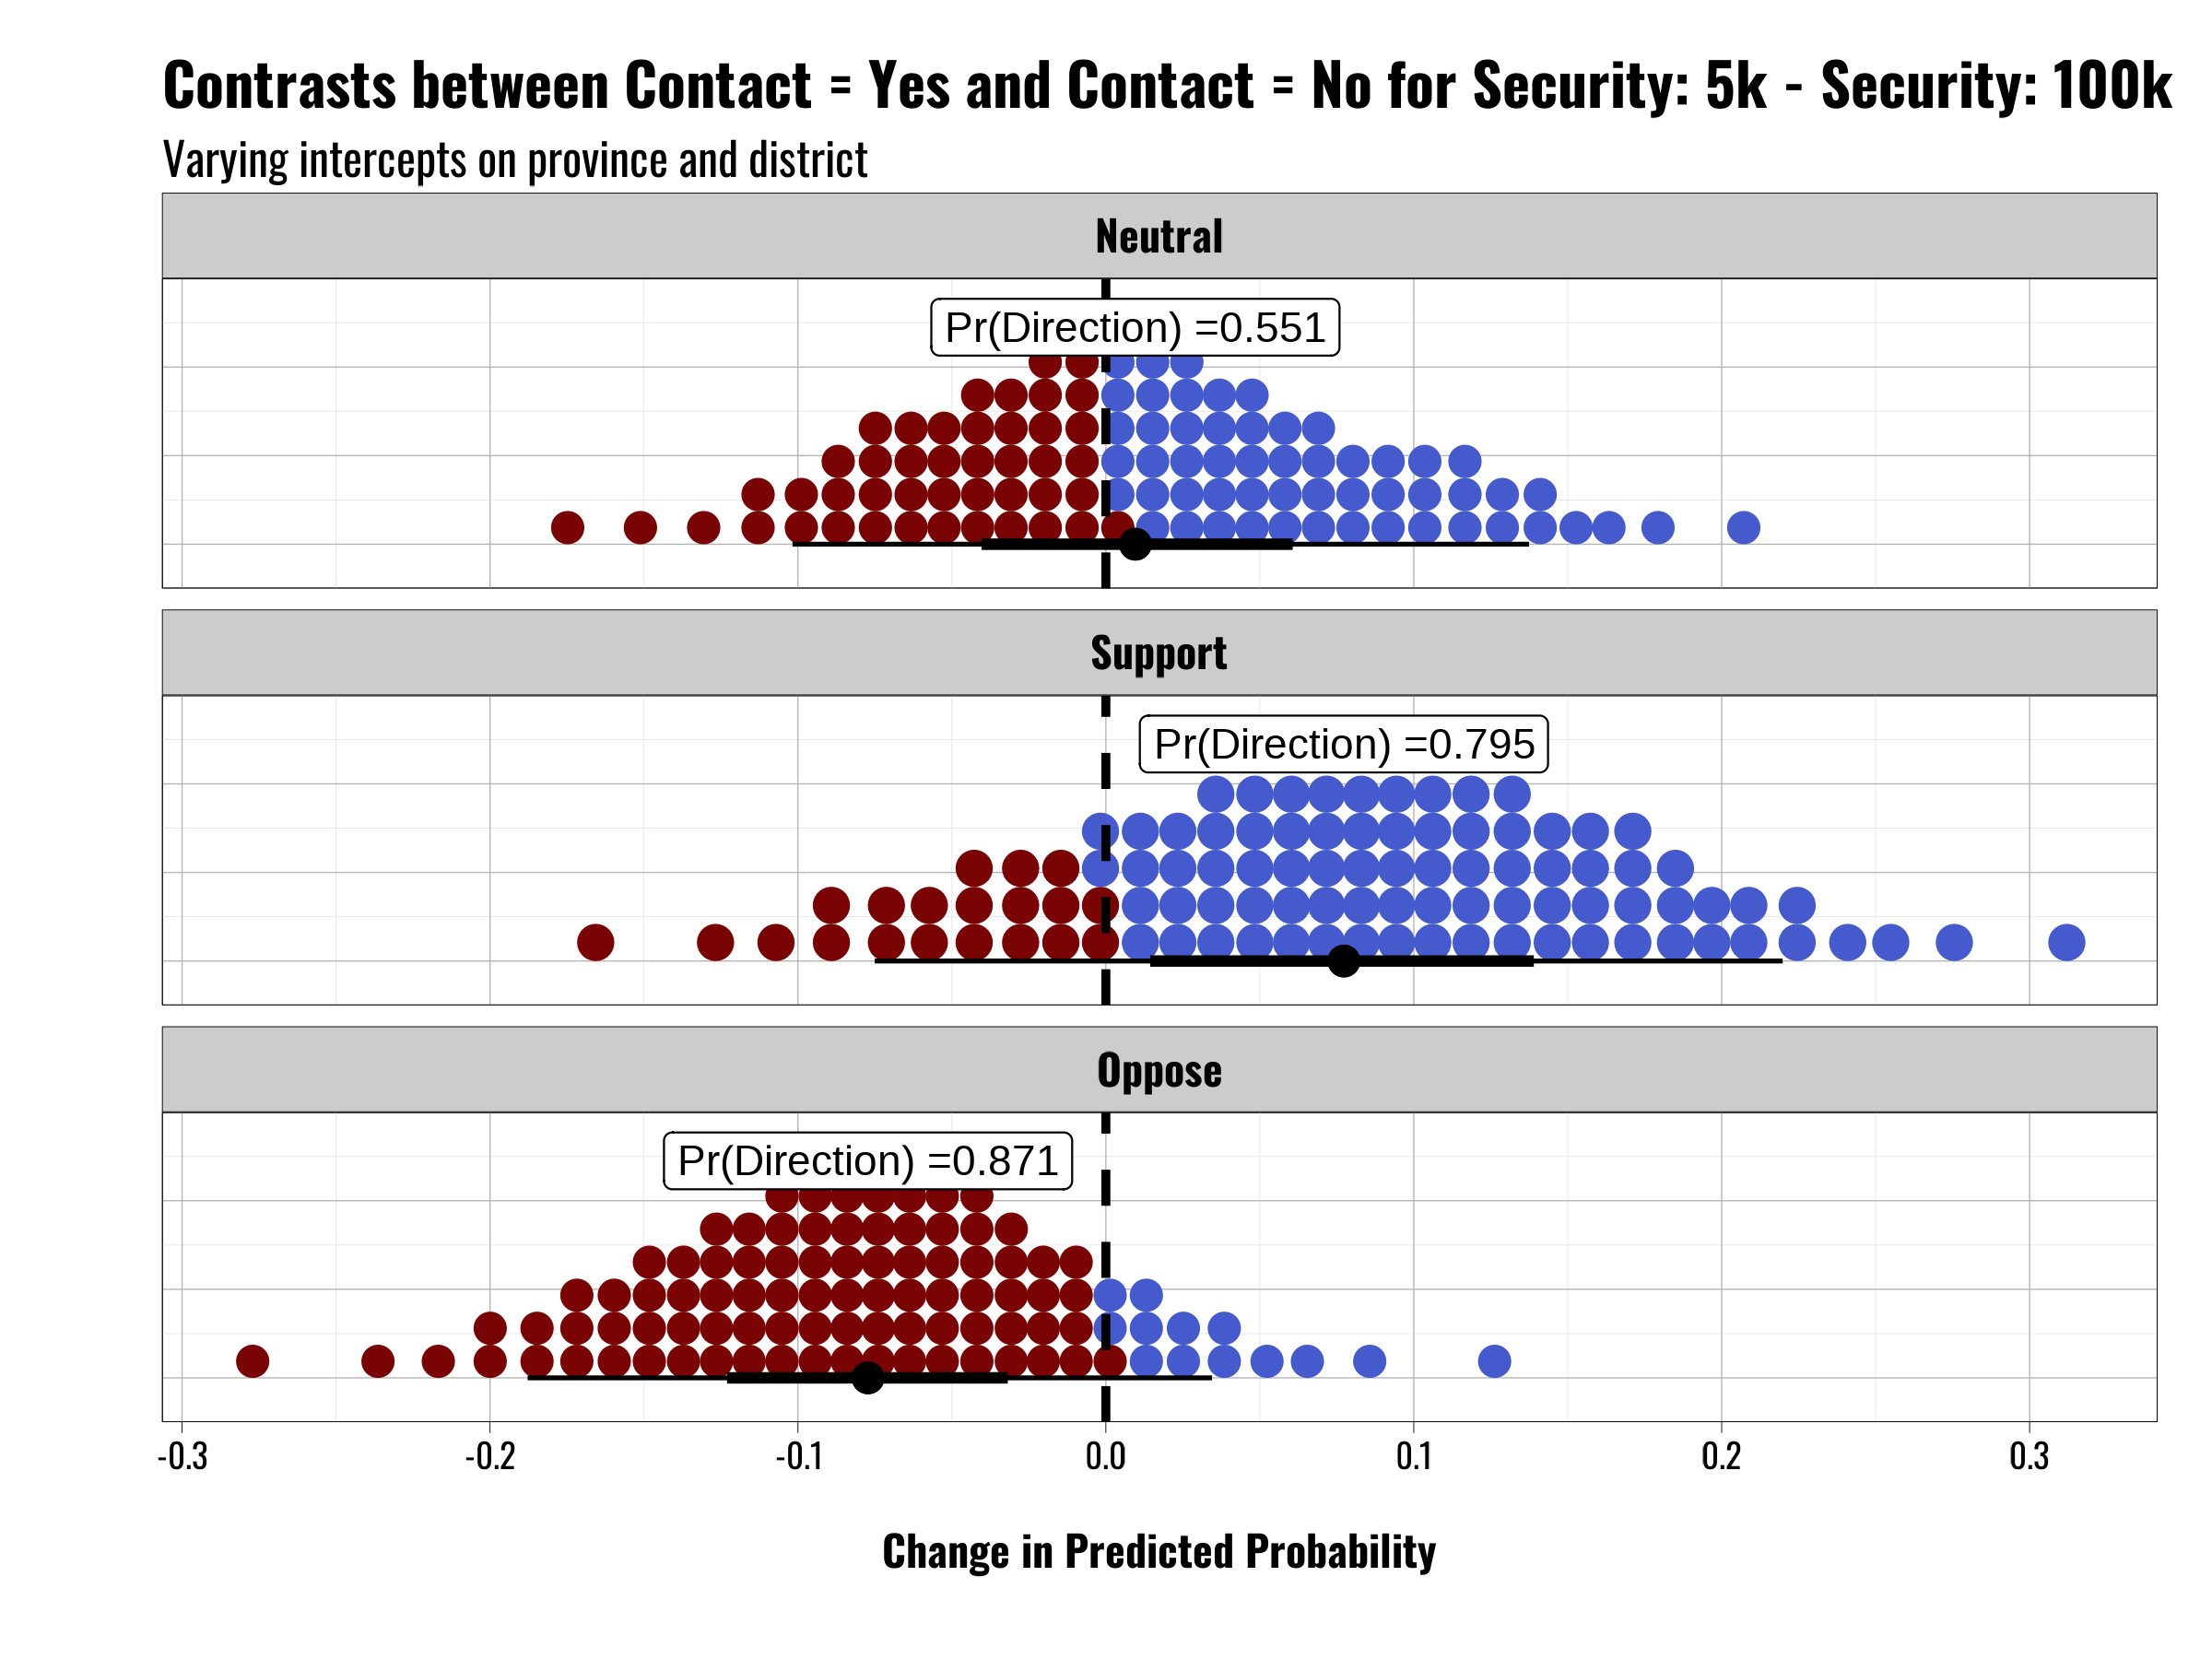 Contrasts between Contact = Yes and Contact = No for Security: 5k - Security: 100k
Varying intercepts on province and district
Neutral
Pr(Direction) =0.551
Support
Pr(Direction) =0.795
Oppose
Pr(Direction) =0.871
-0.3 -0.2 -0.1 0.0 0.1 0.2 0.3
Change in Predicted Probability